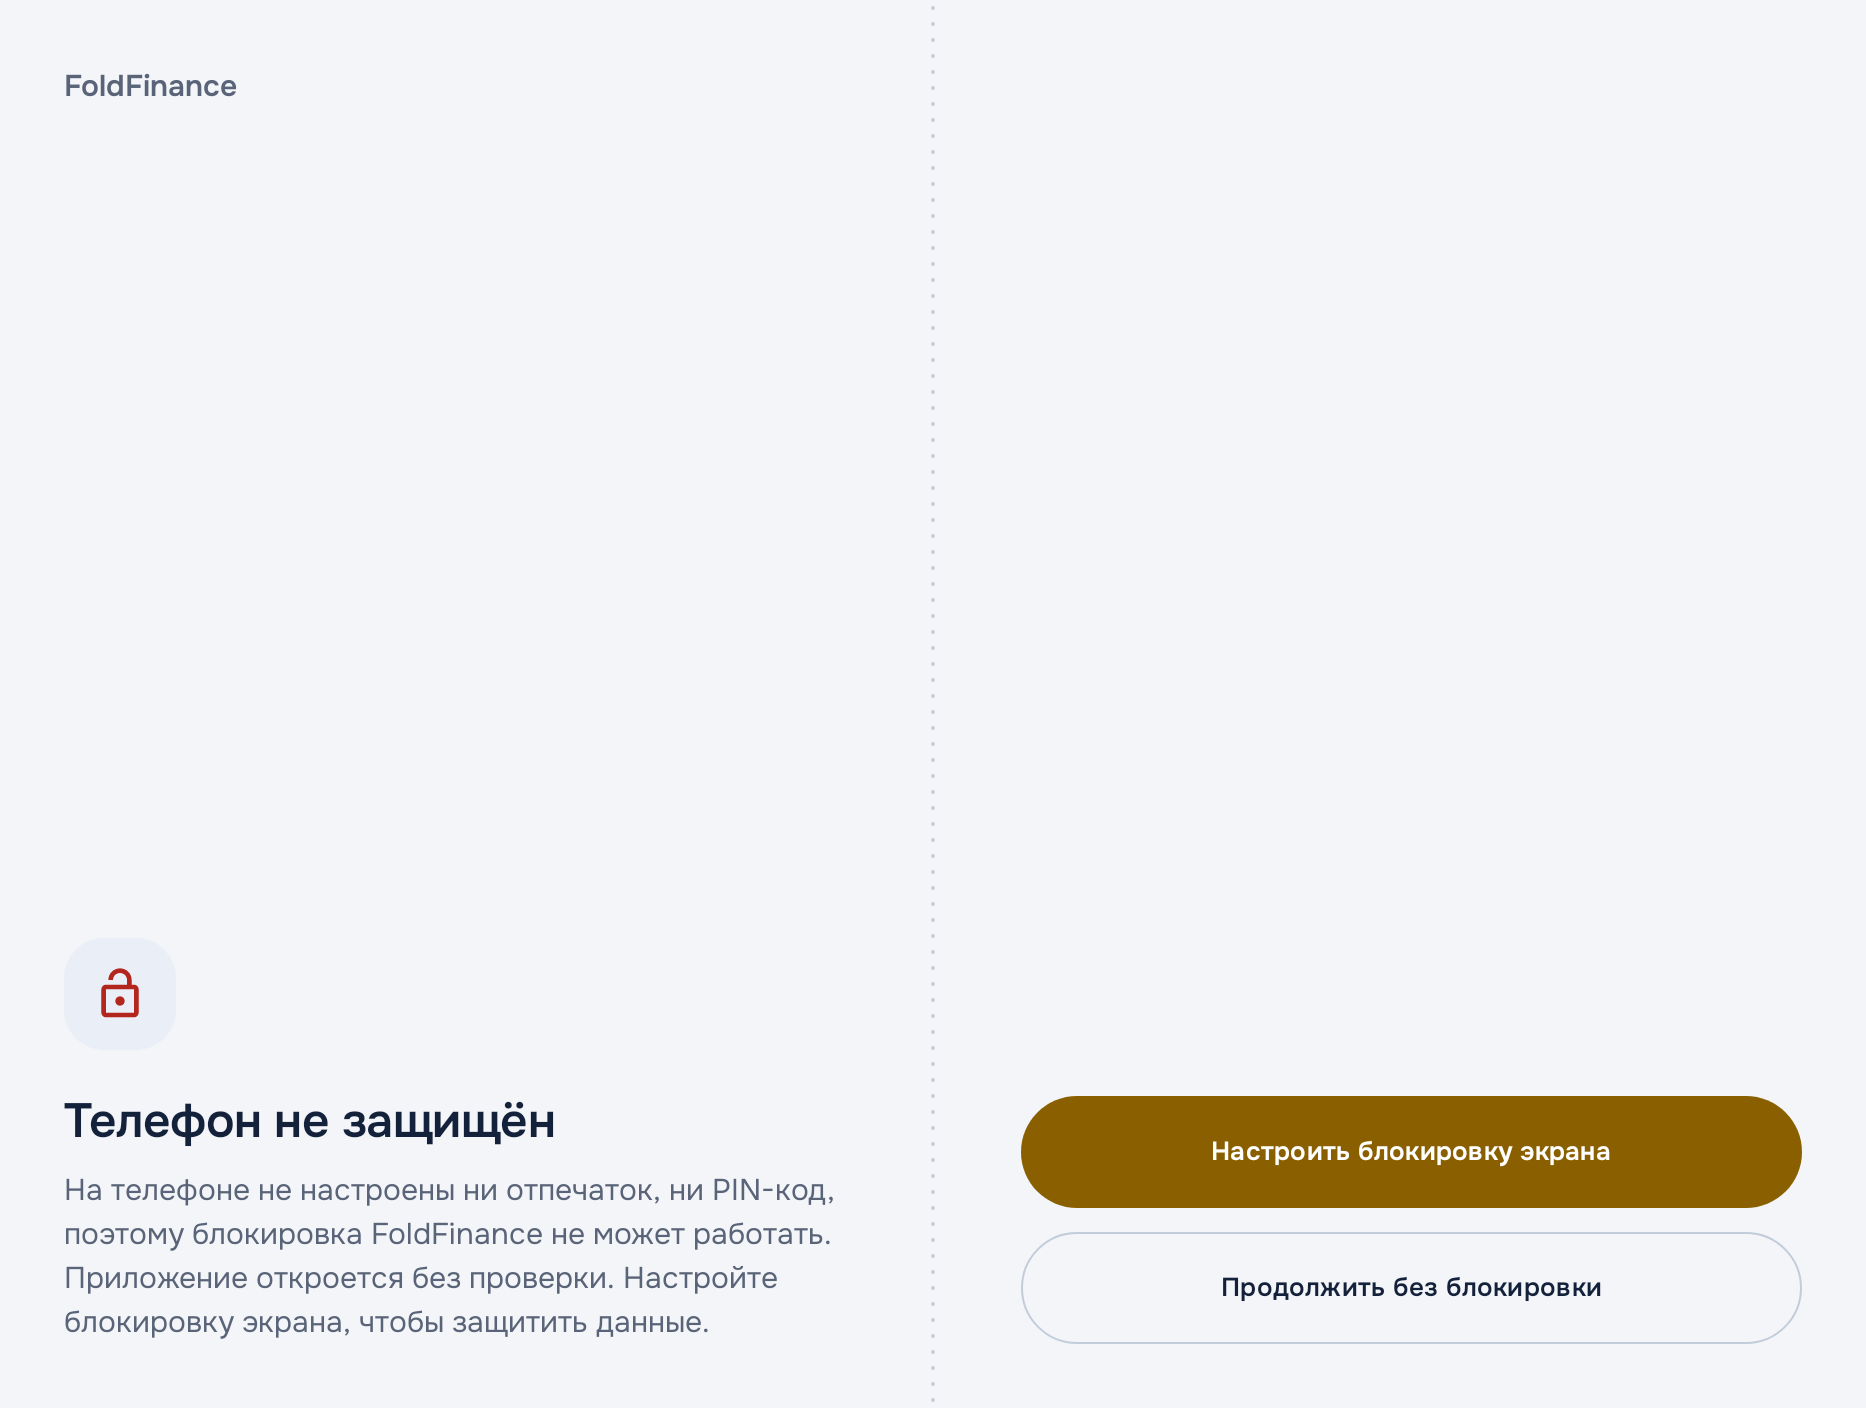 FoldFinance
Телефон не защищён
На телефоне не настроены ни отпечаток, ни PIN-код,
поэтому блокировка FoldFinance не может работать.
Приложение откроется без проверки. Настройте
блокировку экрана, чтобы защитить данные.
Настроить блокировку экрана
Продолжить без блокировки